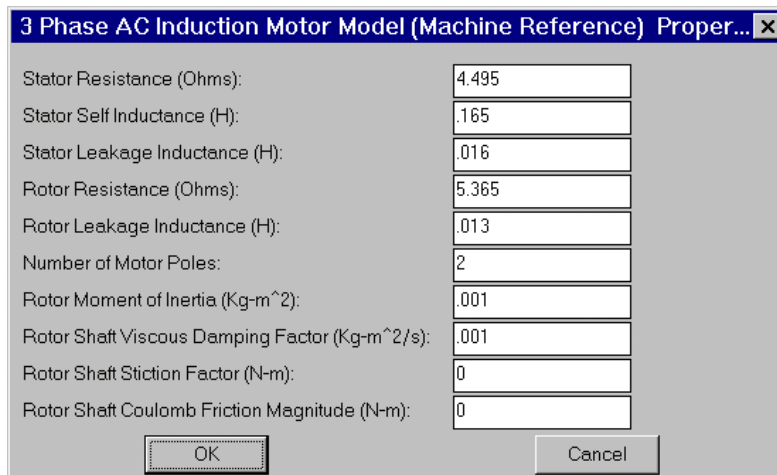 3 Phase AC Induction Motor Model (Machine Reference) Proper...
Stator Resistance (Ohms): 4.495
Stator Self Inductance (H): .165
Stator Leakage Inductance (H): .016
Rotor Resistance (Ohms): 5.365
Rotor Leakage Inductance (H): .013
Number of Motor Poles: 2
Rotor Moment of Inertia (Kg-m^2): .001
Rotor Shaft Viscous Damping Factor (Kg-m^2/s): .001
Rotor Shaft Stiction Factor (N-m): 0
Rotor Shaft Coulomb Friction Magnitude (N-m): 0
OK Cancel